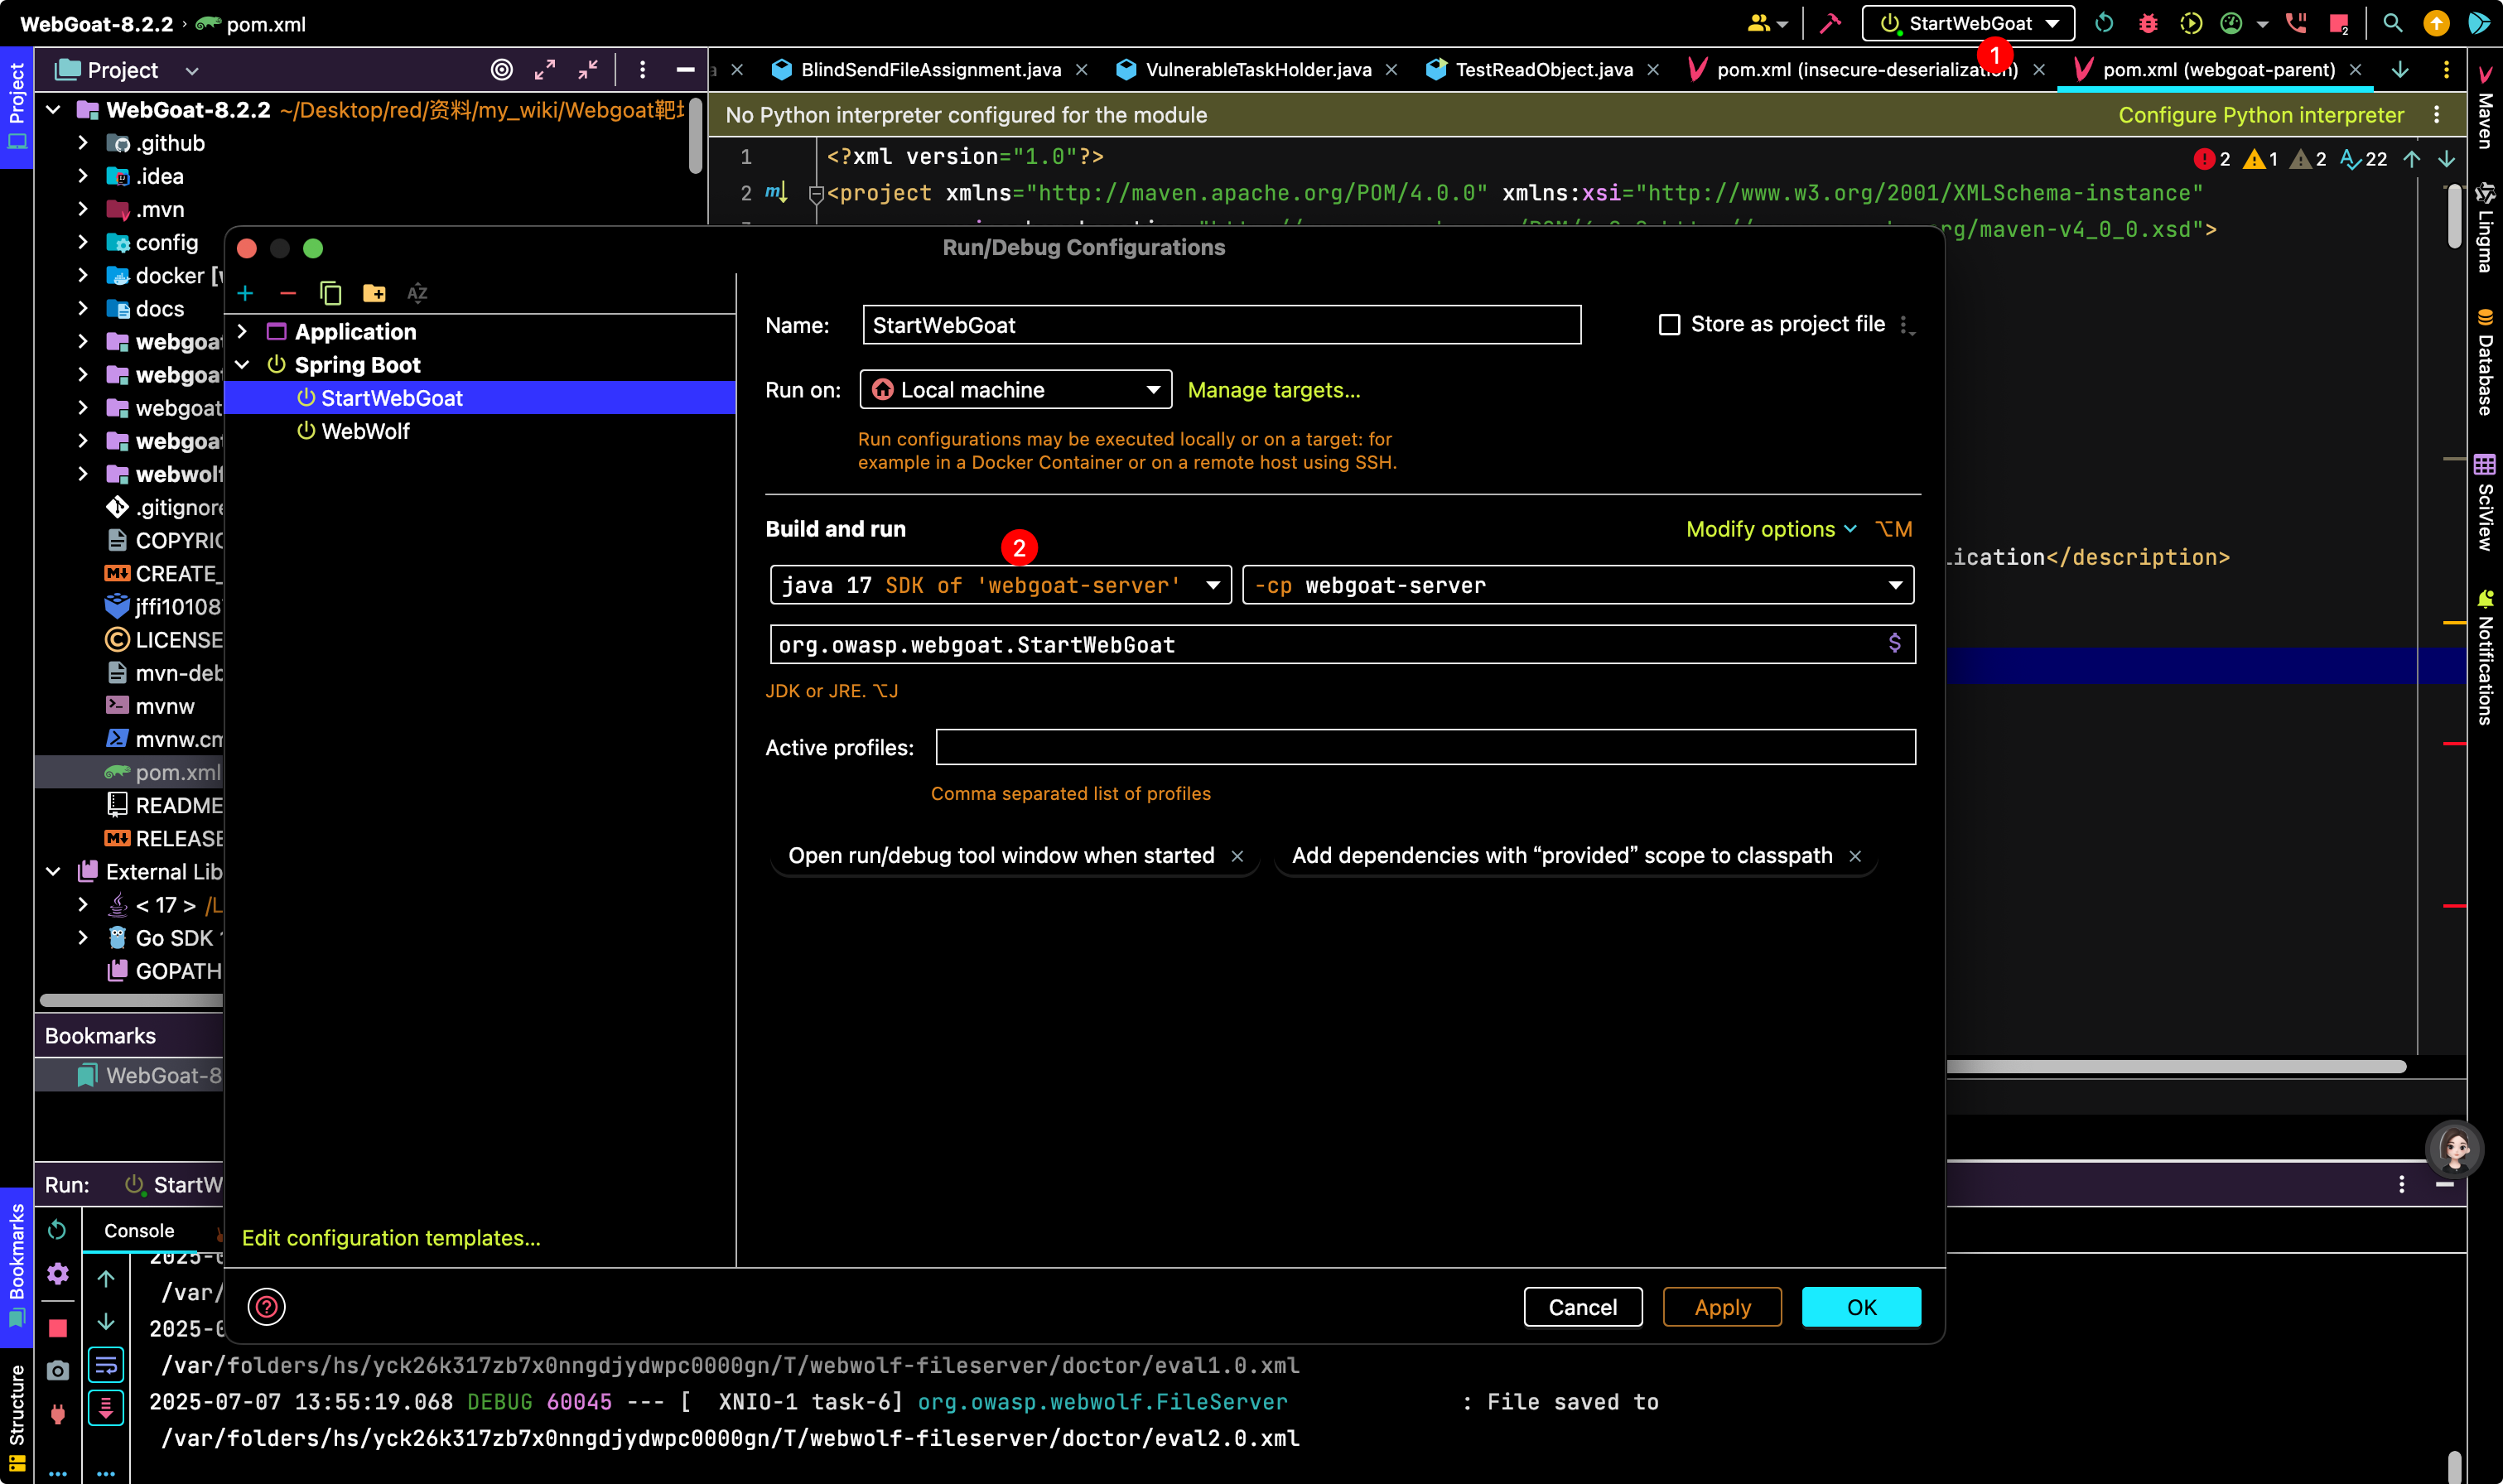 WebGoat-8.2.2 › pom.xml
StartWebGoat
2
1
Project
BlindSendFileAssignment.java
VulnerableTaskHolder.java
TestReadObject.java
pom.xml (insecure-deserialization)
pom.xml (webgoat-parent)
Project
WebGoat-8.2.2 ~/Desktop/red/资料/my_wiki/Webgoat靶
.github
.idea
.mvn
config
docker
docs
webgoat
webgoat
webgoat
webgoat
webwolf
.gitignore
COPYRIG
CREATE_
jffi10108
LICENSE
mvn-deb
mvnw
mvnw.cm
pom.xml
README
RELEASE
External Lib
< 17 > /L
Go SDK
GOPATH
Bookmarks
WebGoat-8
No Python interpreter configured for the module
Configure Python interpreter
1 <?xml version="1.0"?>
2 1 2 22
2 <project xmlns="http://maven.apache.org/POM/4.0.0" xmlns:xsi="http://www.w3.org/2001/XMLSchema-instance"
org/maven-v4_0_0.xsd">
ication</description>
Run/Debug Configurations
Application
Spring Boot
StartWebGoat
WebWolf
Edit configuration templates...
Name:
StartWebGoat
Store as project file
Run on:
Local machine
Manage targets...
Run configurations may be executed locally or on a target: for
example in a Docker Container or on a remote host using SSH.
Build and run
Modify options
⌥M
2
java 17 SDK of 'webgoat-server'
-cp webgoat-server
org.owasp.webgoat.StartWebGoat
JDK or JRE. ⌥J
Active profiles:
Comma separated list of profiles
Open run/debug tool window when started
Add dependencies with “provided” scope to classpath
Cancel
Apply
OK
Maven
Lingma
Database
SciView
Notifications
Run:
StartW
Console
Bookmarks
Structure
2025-0
/var/
2025-0
/var/folders/hs/yck26k317zb7x0nngdjydwpc0000gn/T/webwolf-fileserver/doctor/eval1.0.xml
2025-07-07 13:55:19.068 DEBUG 60045 --- [  XNIO-1 task-6] org.owasp.webwolf.FileServer : File saved to
/var/folders/hs/yck26k317zb7x0nngdjydwpc0000gn/T/webwolf-fileserver/doctor/eval2.0.xml